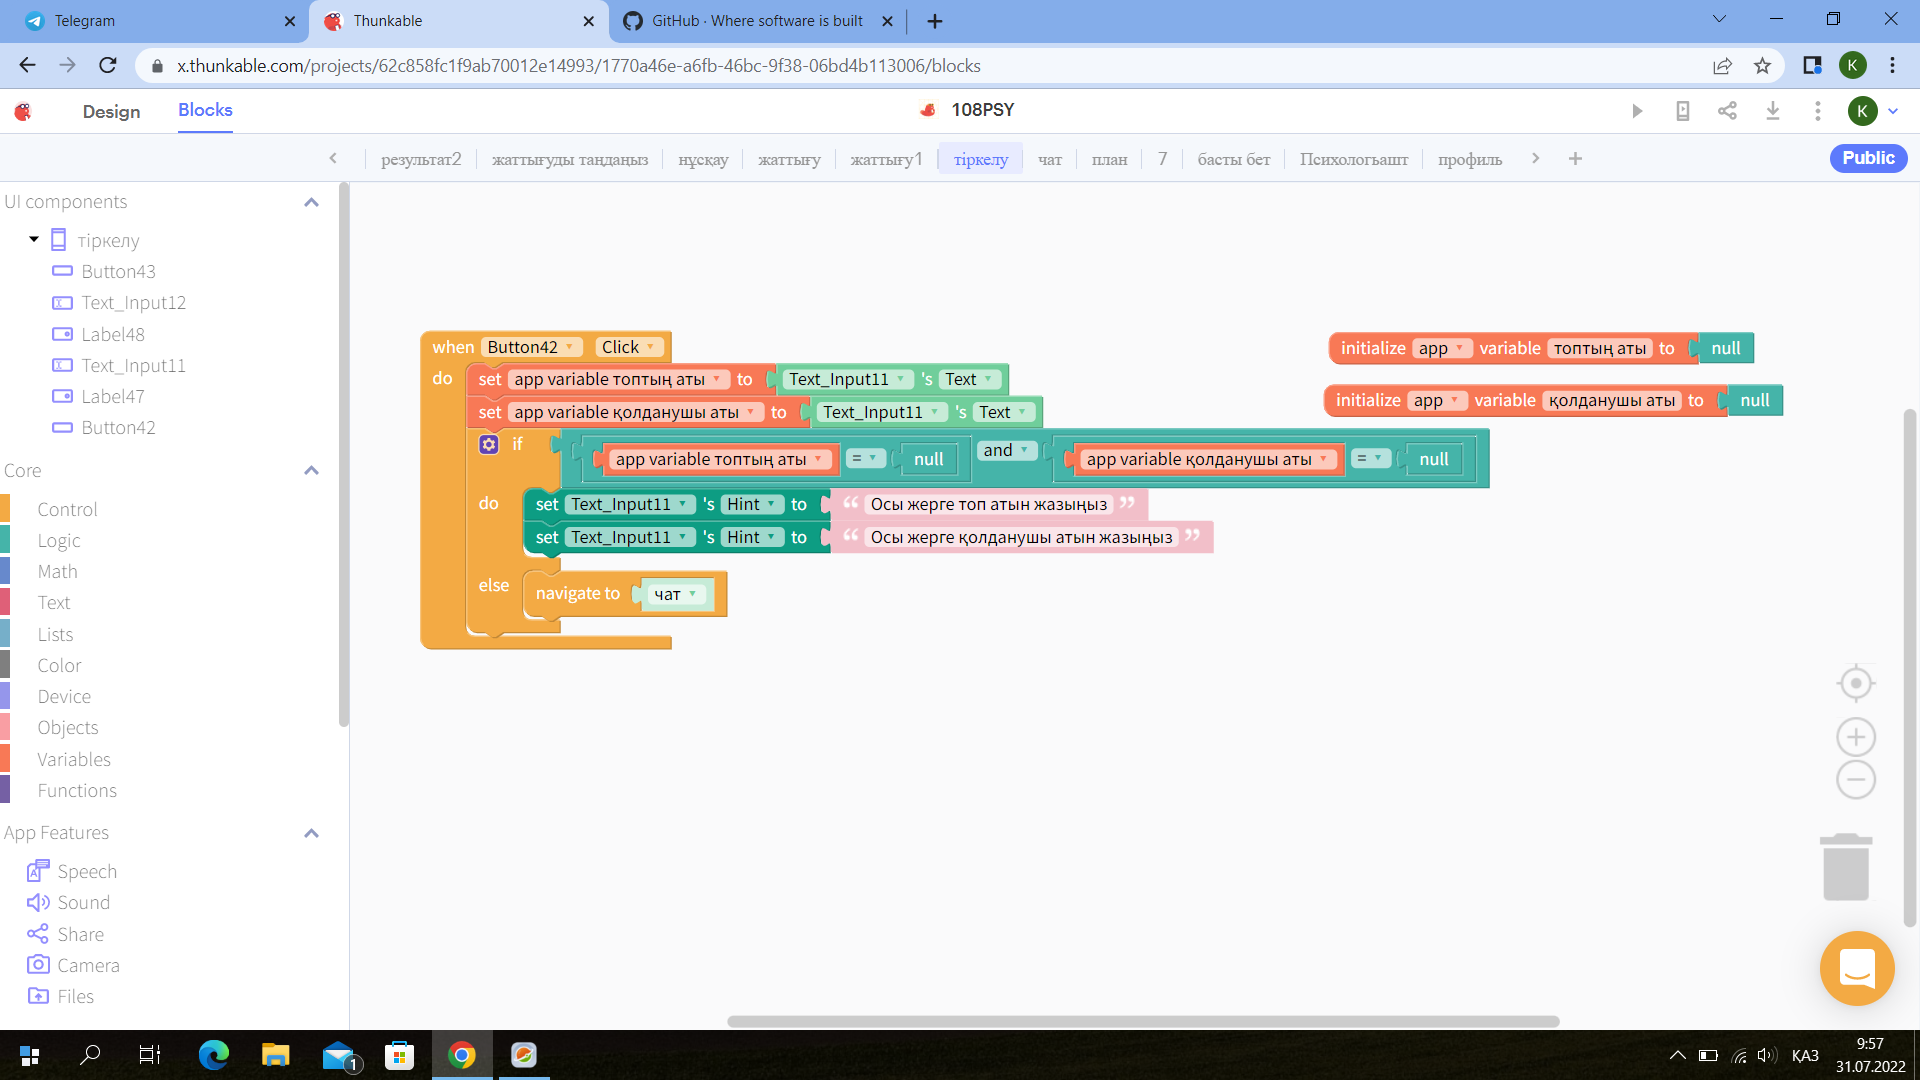 Telegram
Thunkable
GitHub · Where software is built
x.thunkable.com/projects/62c858fc1f9ab70012e14993/1770a46e-a6fb-46bc-9f38-06bd4b113006/blocks
K
Design
Blocks
108PSY
K
результат2
жаттығуды таңдаңыз
нұсқау
жаттығу
жаттығу1
тіркелу
чат
план
7
басты бет
Психологьашт
профиль
Public
UI components
тіркелу
Button43
Text_Input12
Label48
Text_Input11
Label47
Button42
Core
Control
Logic
Math
Text
Lists
Color
Device
Objects
Variables
Functions
App Features
Speech
Sound
Share
Camera
Files
when Button42 Click
do set app variable топтың аты to Text_Input11 's Text
set app variable қолданушы аты to Text_Input11 's Text
if app variable топтың аты = null and app variable қолданушы аты = null
do set Text_Input11 's Hint to “ Осы жерге топ атын жазыңыз ”
set Text_Input11 's Hint to “ Осы жерге қолданушы атын жазыңыз ”
else navigate to чат
initialize app variable топтың аты to null
initialize app variable қолданушы аты to null
1
ҚАЗ
9:57
31.07.2022